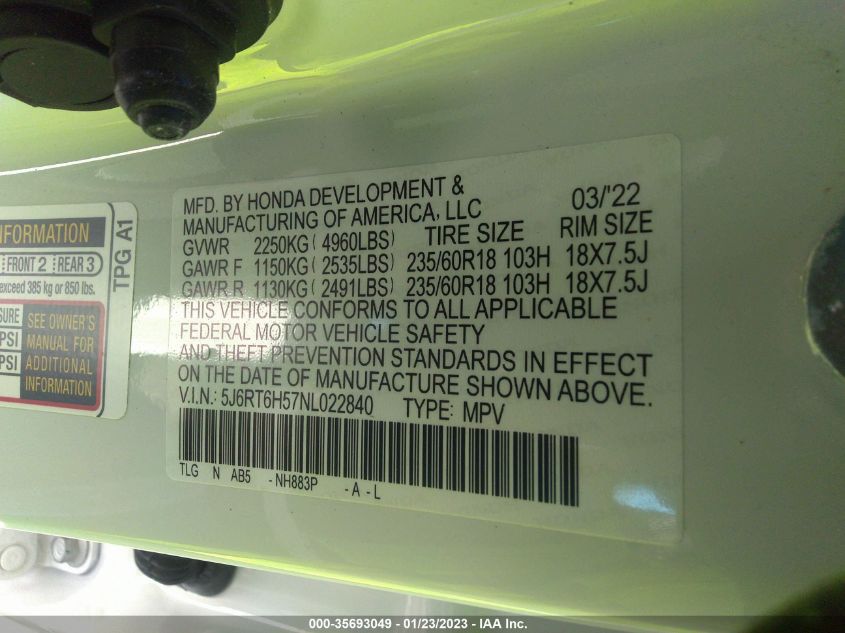 MFD. BY HONDA DEVELOPMENT &
MANUFACTURING OF AMERICA, LLC 03/'22
GVWR 2250KG ( 4960LBS) TIRE SIZE RIM SIZE
GAWR F 1150KG ( 2535LBS) 235/60R18 103H 18X7.5J
GAWR R 1130KG ( 2491LBS) 235/60R18 103H 18X7.5J
THIS VEHICLE CONFORMS TO ALL APPLICABLE
FEDERAL MOTOR VEHICLE SAFETY
AND THEFT PREVENTION STANDARDS IN EFFECT
ON THE DATE OF MANUFACTURE SHOWN ABOVE.
V.I.N.: 5J6RT6H57NL022840 TYPE: MPV
TLG N AB5 -NH883P -A -L
INFORMATION
FRONT 2 REAR 3
exceed 385 kg or 850 lbs.
SEE OWNER'S
PSI MANUAL FOR
PSI ADDITIONAL
INFORMATION
TPG A1
000-35693049 - 01/23/2023 - IAA Inc.